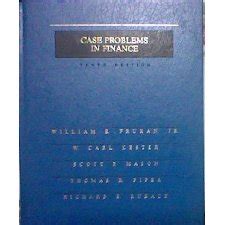 CASE PROBLEMS
IN FINANCE
TENTH EDITION
WILLIAM E FRUHAN JR
W. CARL KESTER
SCOTT P MASON
THOMAS R PIPER
RICHARD S RUBACK